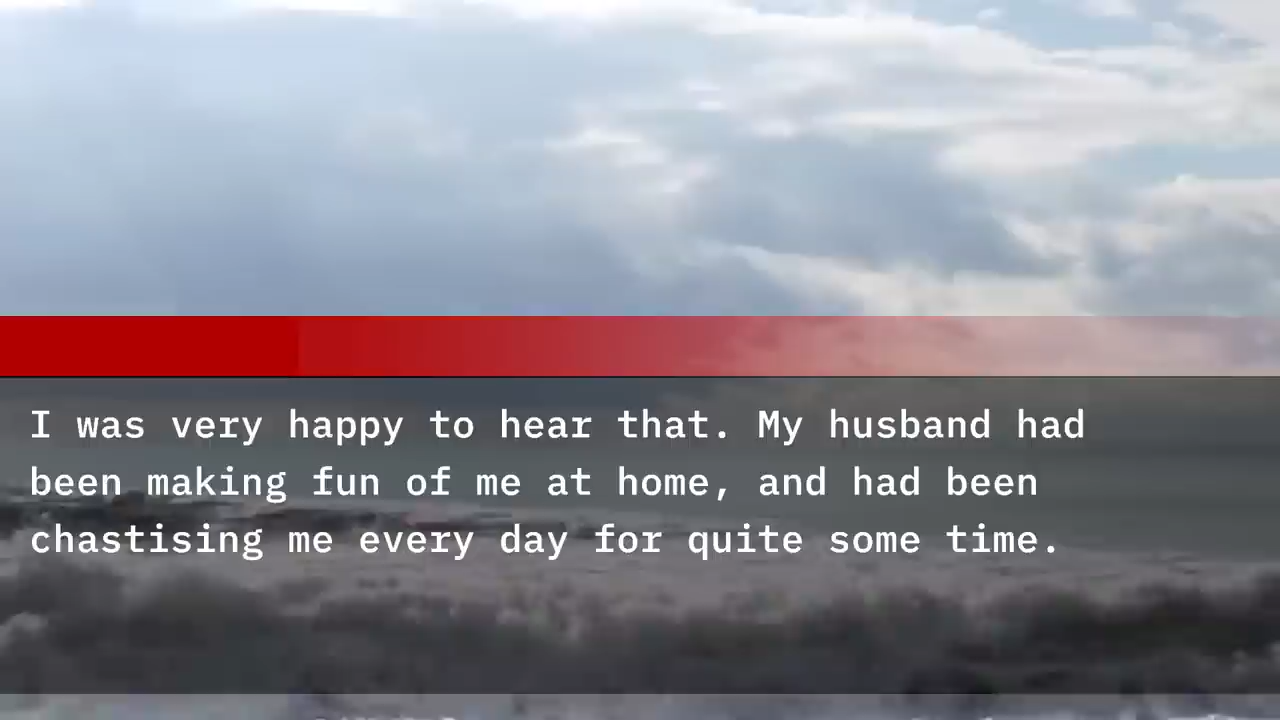 I was very happy to hear that. My husband had
been making fun of me at home, and had been
chastising me every day for quite some time.